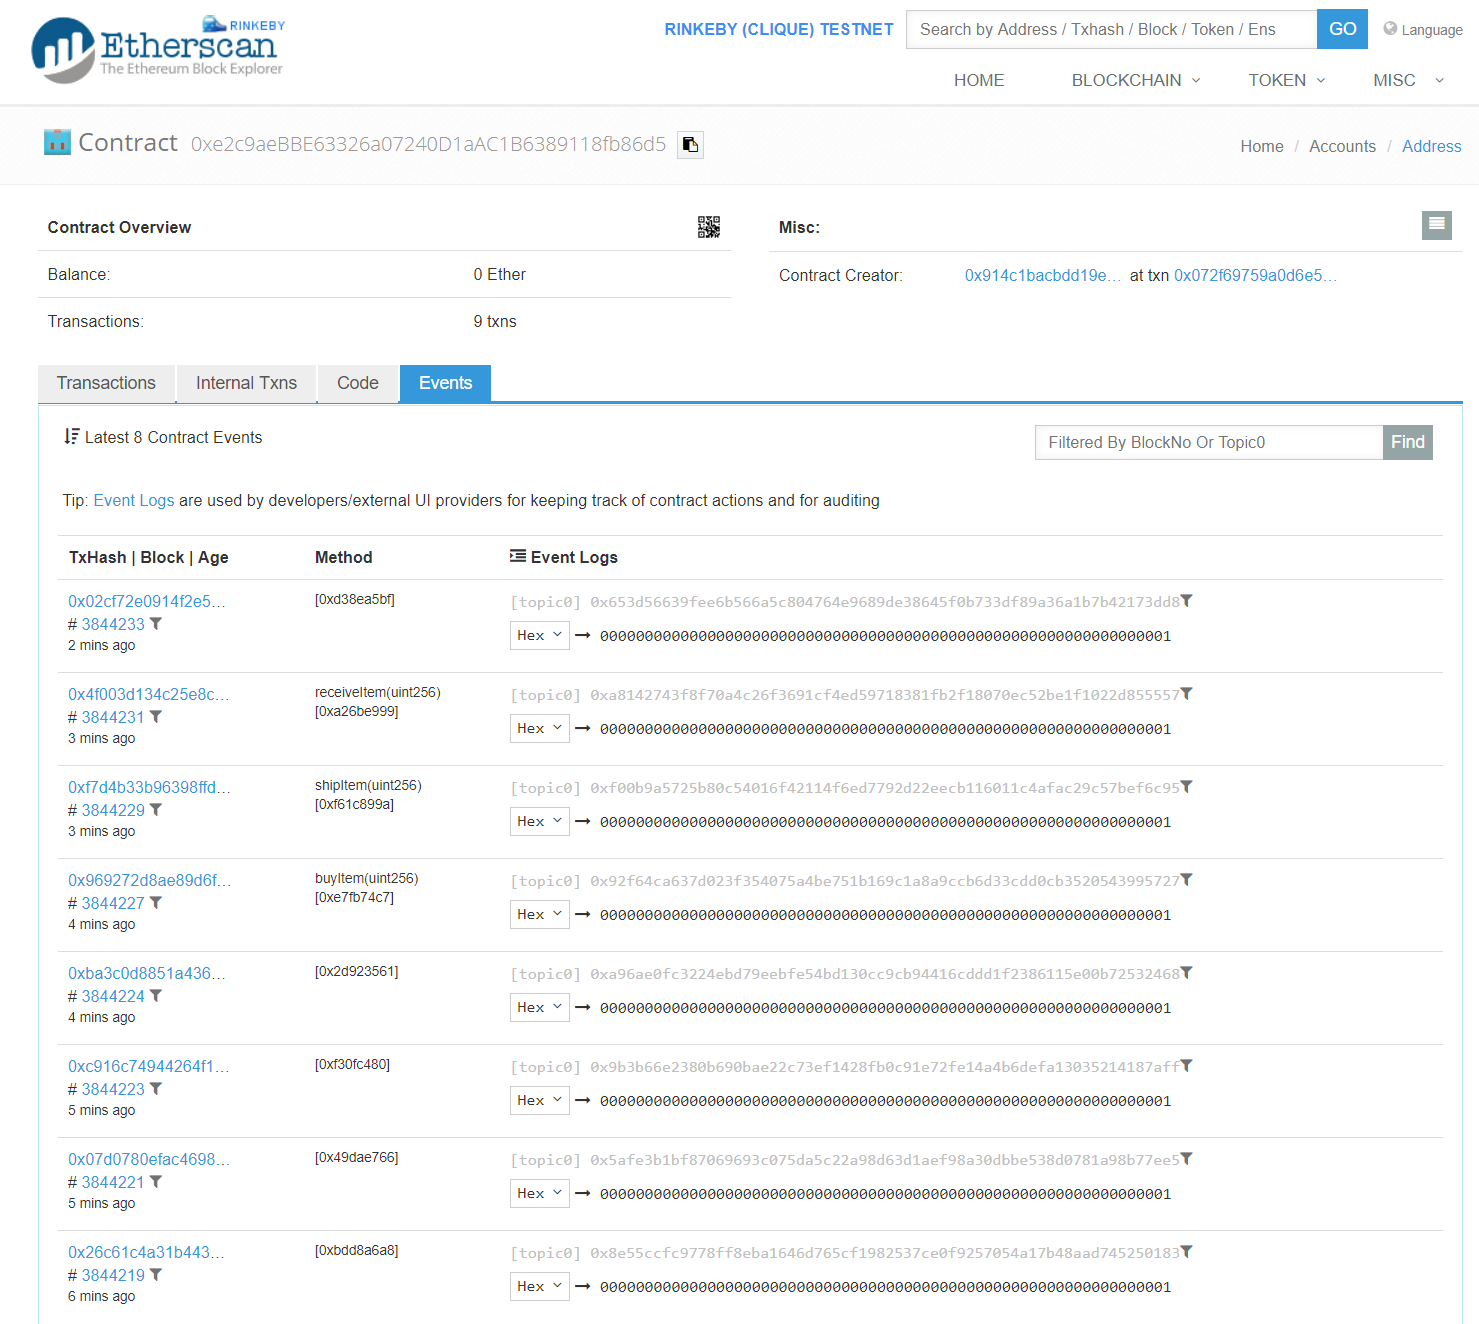 RINKEBY
Etherscan
The Ethereum Block Explorer
RINKEBY (CLIQUE) TESTNET
Search by Address / Txhash / Block / Token / Ens
GO
Language
HOME BLOCKCHAIN TOKEN MISC
Contract 0xe2c9aeBBE63326a07240D1aAC1B6389118fb86d5
Home / Accounts / Address
Contract Overview
Balance: 0 Ether
Transactions: 9 txns
Misc:
Contract Creator: 0x914c1bacbdd19e... at txn 0x072f69759a0d6e5...
Transactions Internal Txns Code Events
Latest 8 Contract Events
Filtered By BlockNo Or Topic0 Find
Tip: Event Logs are used by developers/external UI providers for keeping track of contract actions and for auditing
TxHash | Block | Age Method Event Logs
0x02cf72e0914f2e5... [0xd38ea5bf] [topic0] 0x653d56639fee6b566a5c804764e9689de38645f0b733df89a36a1b7b42173dd8
# 3844233 Hex 0000000000000000000000000000000000000000000000000000000000000001
2 mins ago
0x4f003d134c25e8c... receiveItem(uint256) [topic0] 0xa8142743f8f70a4c26f3691cf4ed59718381fb2f18070ec52be1f1022d855557
# 3844231 [0xa26be999] Hex 0000000000000000000000000000000000000000000000000000000000000001
3 mins ago
0xf7d4b33b96398ffd... shipItem(uint256) [topic0] 0xf00b9a5725b80c54016f42114f6ed7792d22eecb116011c4afac29c57bef6c95
# 3844229 [0xf61c899a] Hex 0000000000000000000000000000000000000000000000000000000000000001
3 mins ago
0x969272d8ae89d6f... buyItem(uint256) [topic0] 0x92f64ca637d023f354075a4be751b169c1a8a9ccb6d33cdd0cb3520543995727
# 3844227 [0xe7fb74c7] Hex 0000000000000000000000000000000000000000000000000000000000000001
4 mins ago
0xba3c0d8851a436... [0x2d923561] [topic0] 0xa96ae0fc3224ebd79eebfe54bd130cc9cb94416cddd1f2386115e00b72532468
# 3844224 Hex 0000000000000000000000000000000000000000000000000000000000000001
4 mins ago
0xc916c74944264f1... [0xf30fc480] [topic0] 0x9b3b66e2380b690bae22c73ef1428fb0c91e72fe14a4b6defa13035214187aff
# 3844223 Hex 0000000000000000000000000000000000000000000000000000000000000001
5 mins ago
0x07d0780efac4698... [0x49dae766] [topic0] 0x5afe3b1bf87069693c075da5c22a98d63d1aef98a30dbbe538d0781a98b77ee5
# 3844221 Hex 0000000000000000000000000000000000000000000000000000000000000001
5 mins ago
0x26c61c4a31b443... [0xbdd8a6a8] [topic0] 0x8e55ccfc9778ff8eba1646d765cf1982537ce0f9257054a17b48aad745250183
# 3844219 Hex 0000000000000000000000000000000000000000000000000000000000000001
6 mins ago